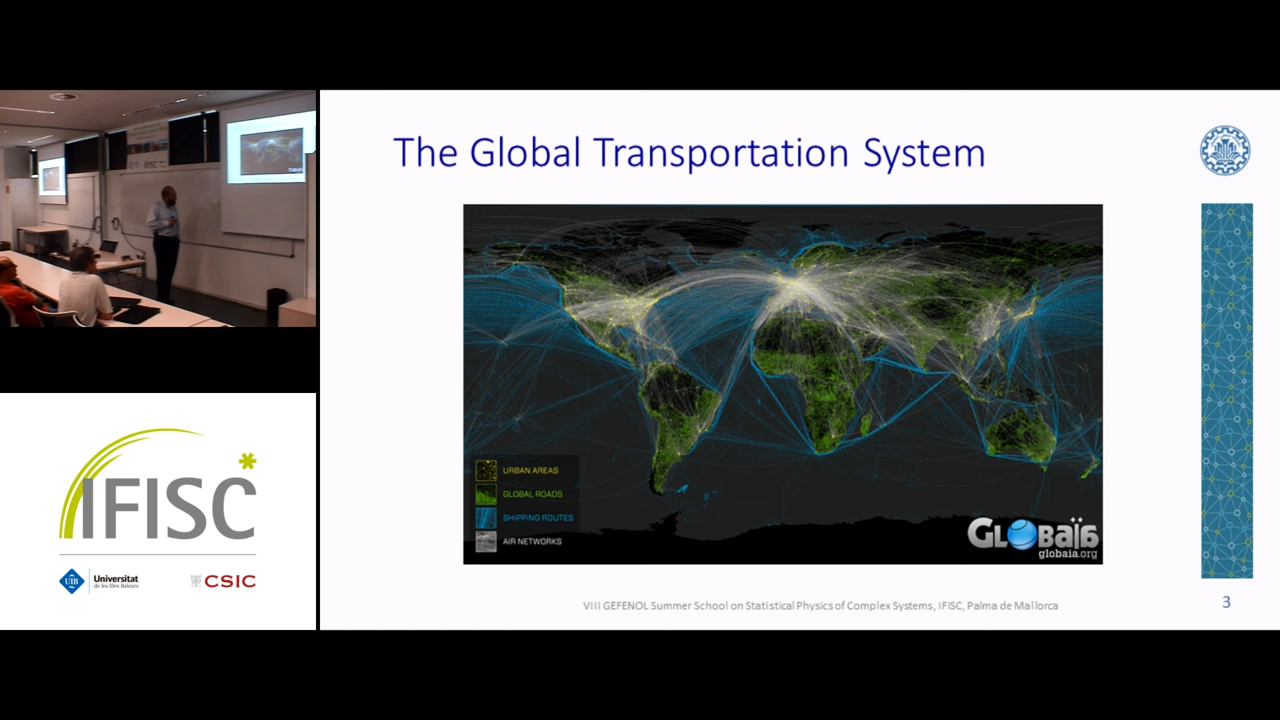 The Global Transportation System
URBAN AREAS
GLOBAL ROADS
SHIPPING ROUTES
AIR NETWORKS
GLOBAÏA
globaia.org
VIII GEFENOL Summer School on Statistical Physics of Complex Systems, IFISC, Palma de Mallorca
3
IFISC
UIB
Universitat
de les Illes Balears
CSIC